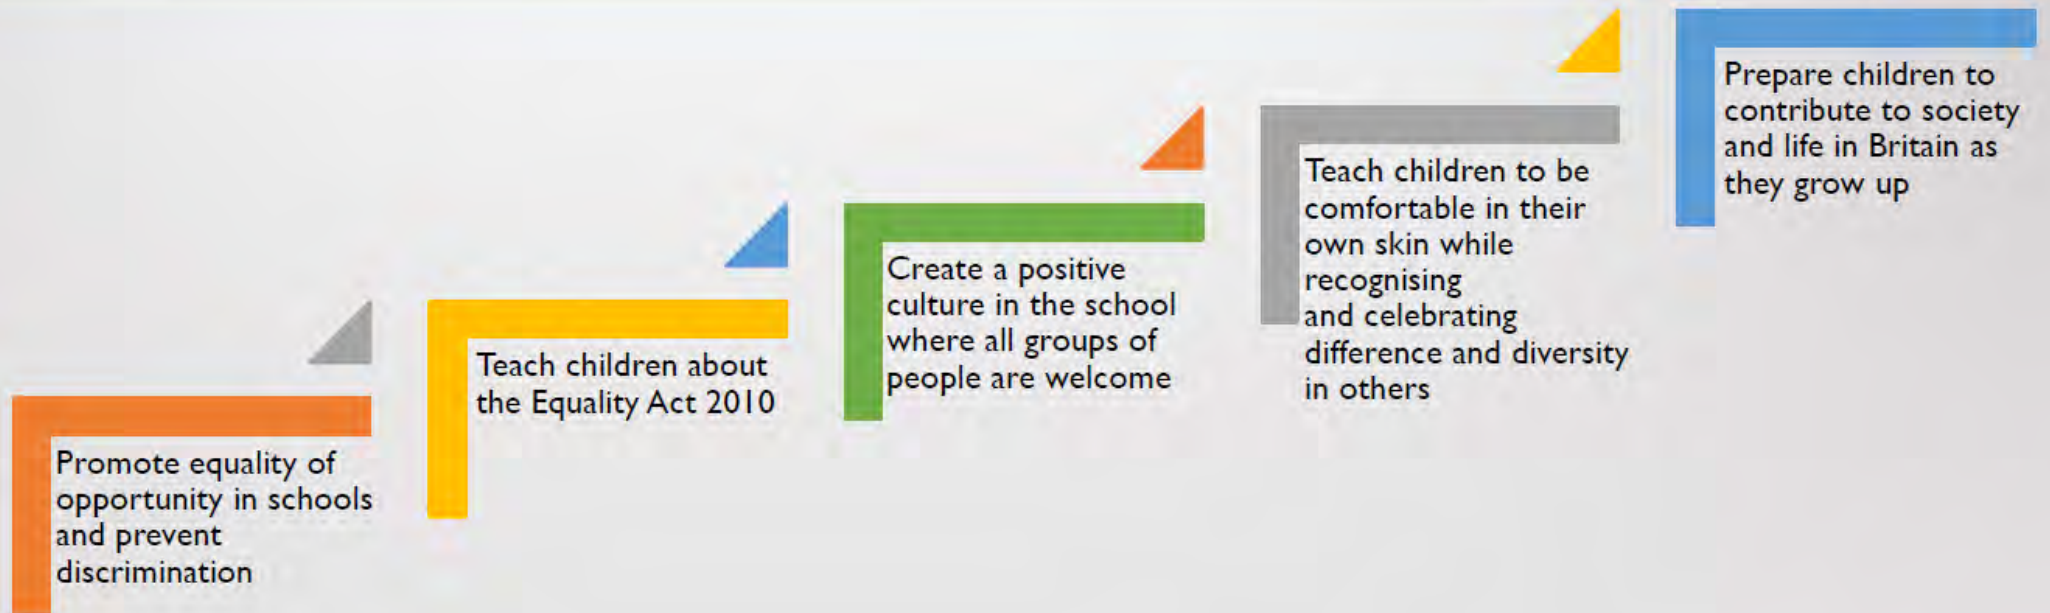 Promote equality of
opportunity in schools
and prevent
discrimination
Teach children about
the Equality Act 2010
Create a positive
culture in the school
where all groups of
people are welcome
Teach children to be
comfortable in their
own skin while
recognising
and celebrating
difference and diversity
in others
Prepare children to
contribute to society
and life in Britain as
they grow up